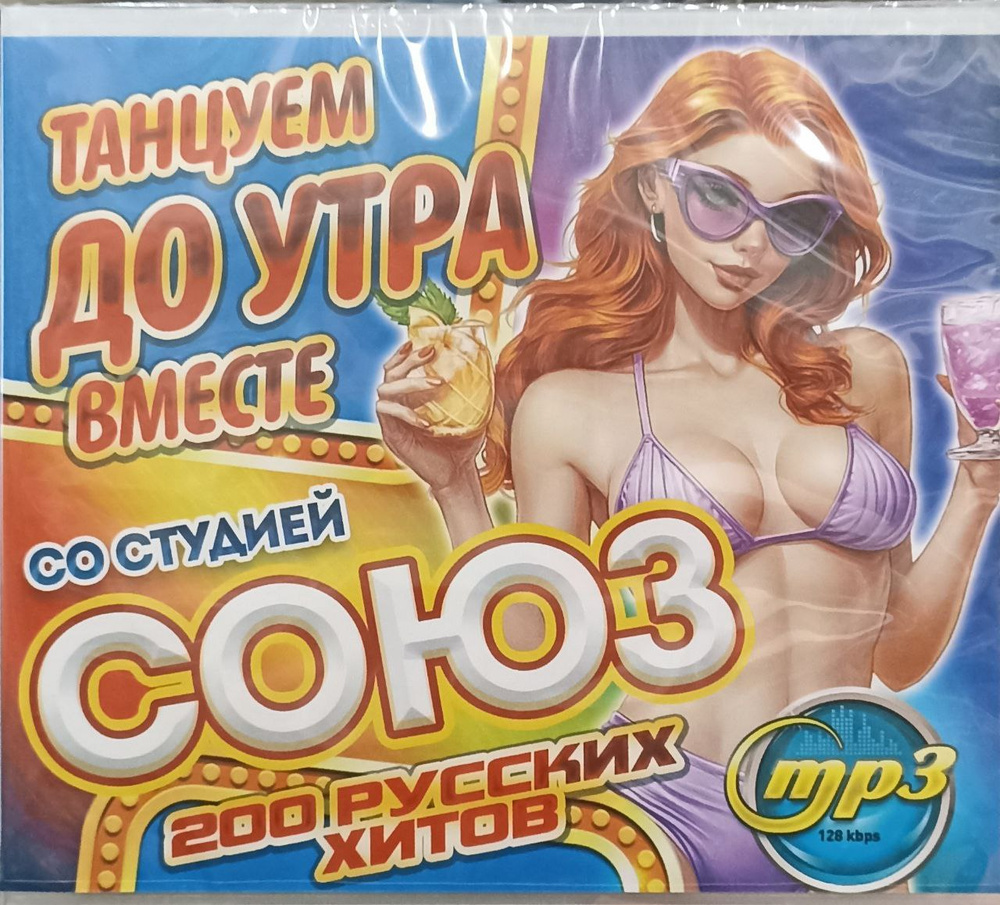 ТАНЦУЕМ
ДО УТРА
ВМЕСТЕ
СО СТУДИЕЙ
СОЮЗ
200 РУССКИХ
ХИТОВ
mp3
128 kbps